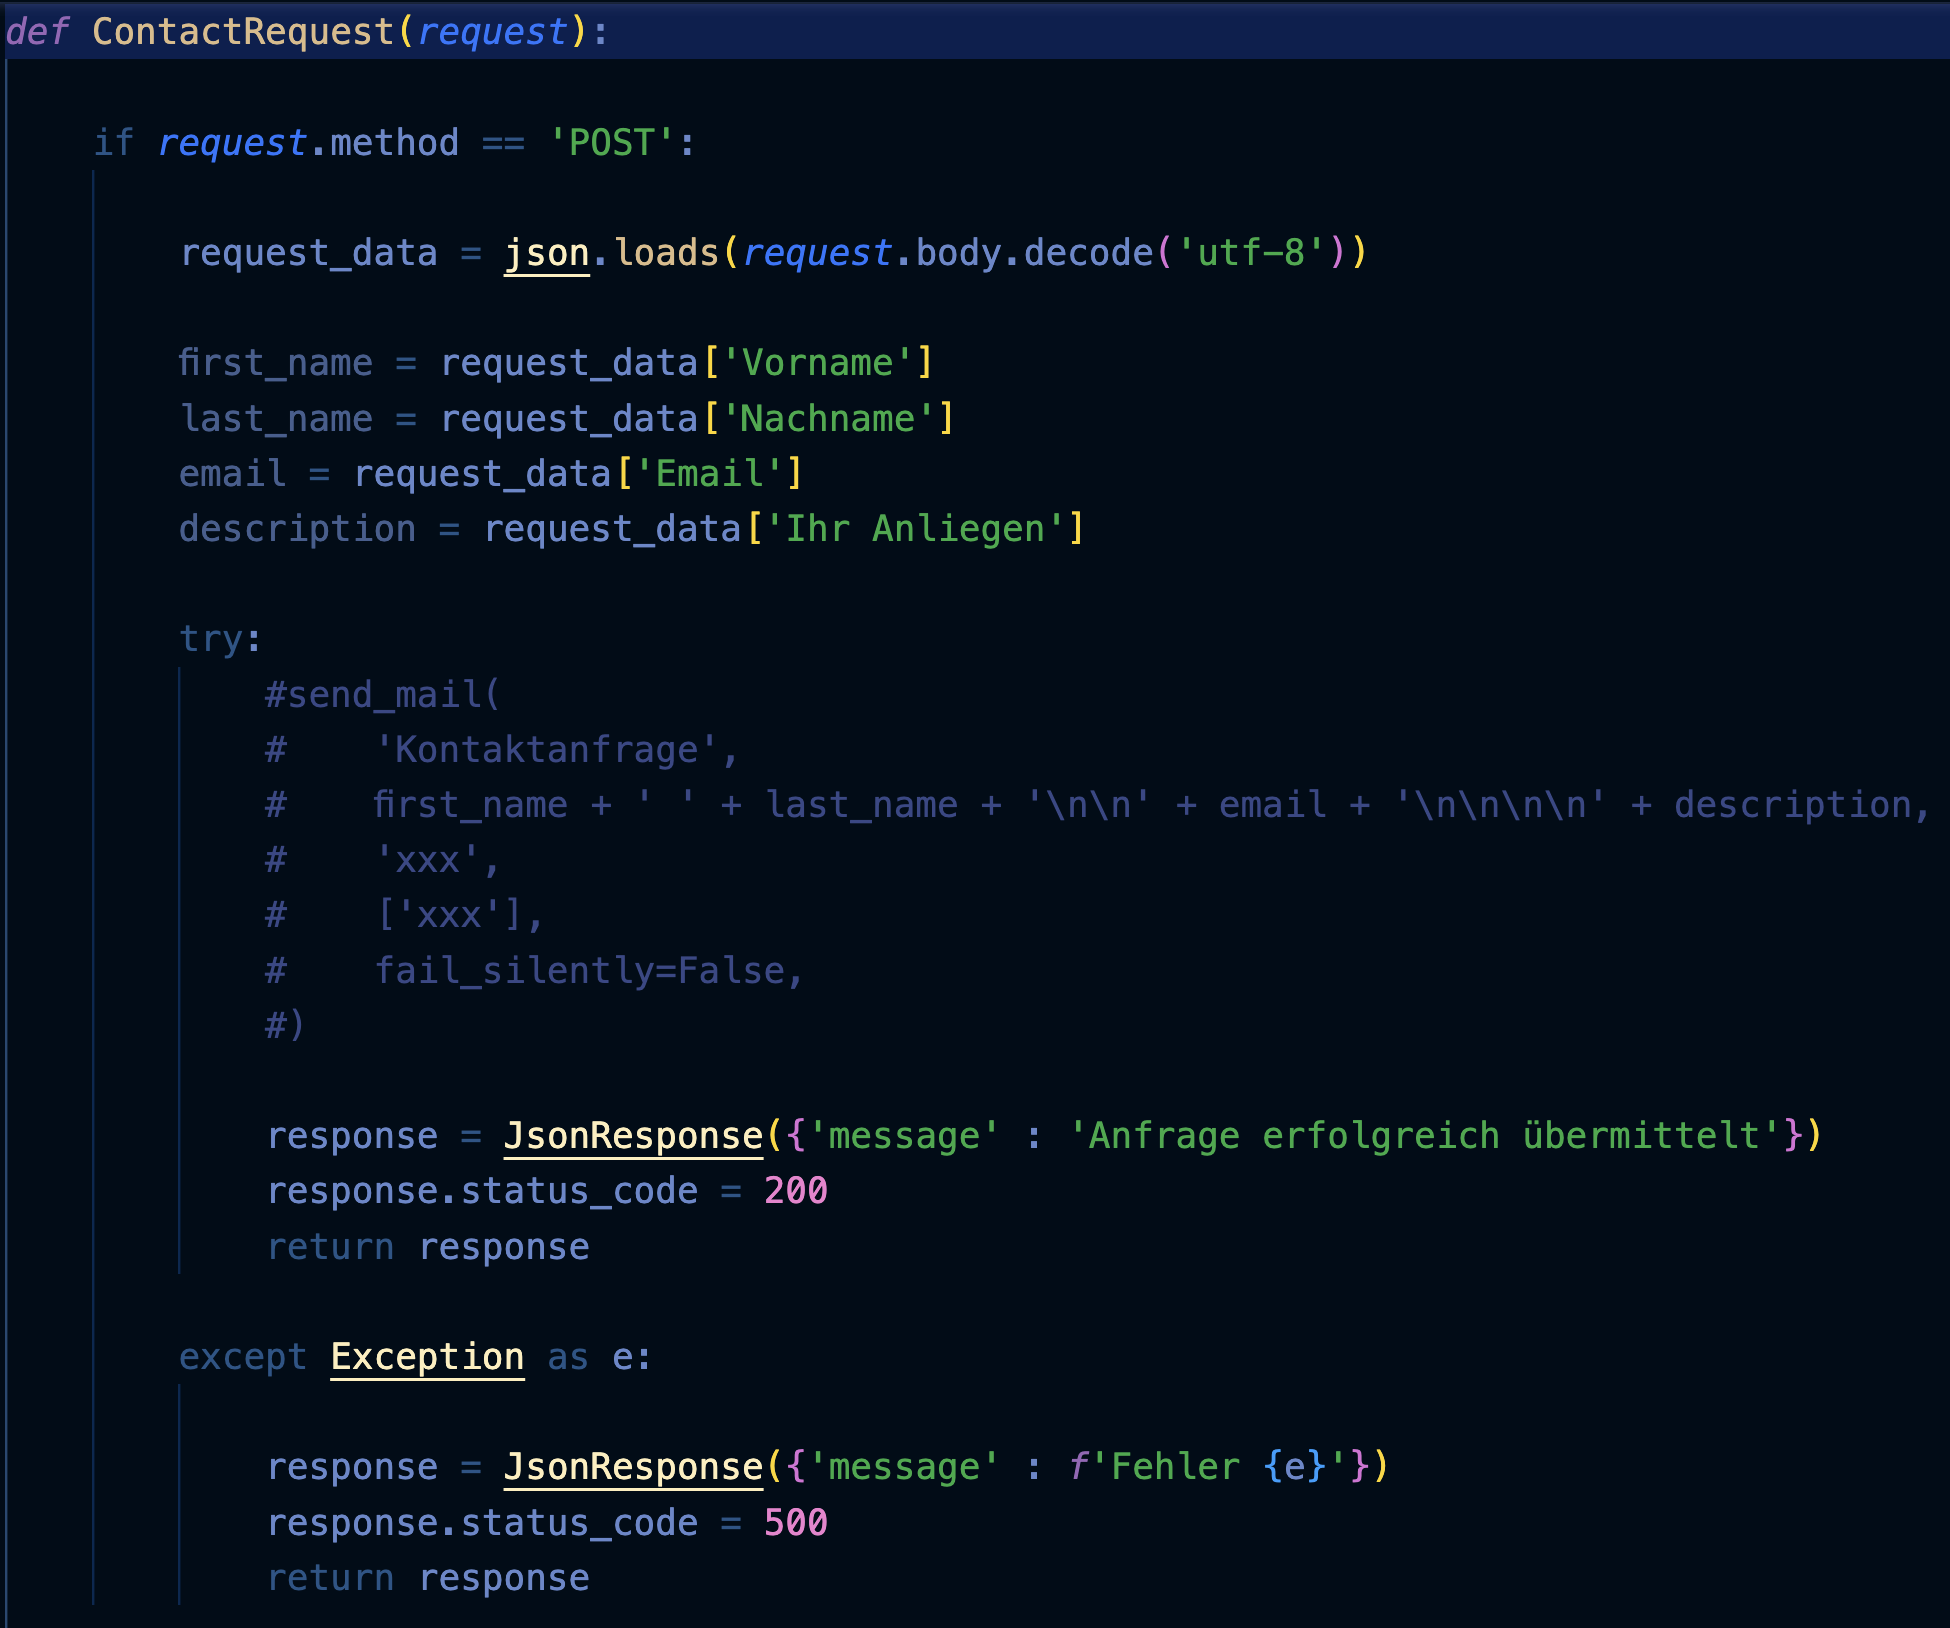 def ContactRequest(request):
if request.method == 'POST':
request_data = json.loads(request.body.decode('utf-8'))
first_name = request_data['Vorname']
last_name = request_data['Nachname']
email = request_data['Email']
description = request_data['Ihr Anliegen']
try:
#send_mail(
#    'Kontaktanfrage',
#    first_name + ' ' + last_name + '\n\n' + email + '\n\n\n\n' + description,
#    'xxx',
#    ['xxx'],
#    fail_silently=False,
#)
response = JsonResponse({'message' : 'Anfrage erfolgreich übermittelt'})
response.status_code = 200
return response
except Exception as e:
response = JsonResponse({'message' : f'Fehler {e}'})
response.status_code = 500
return response